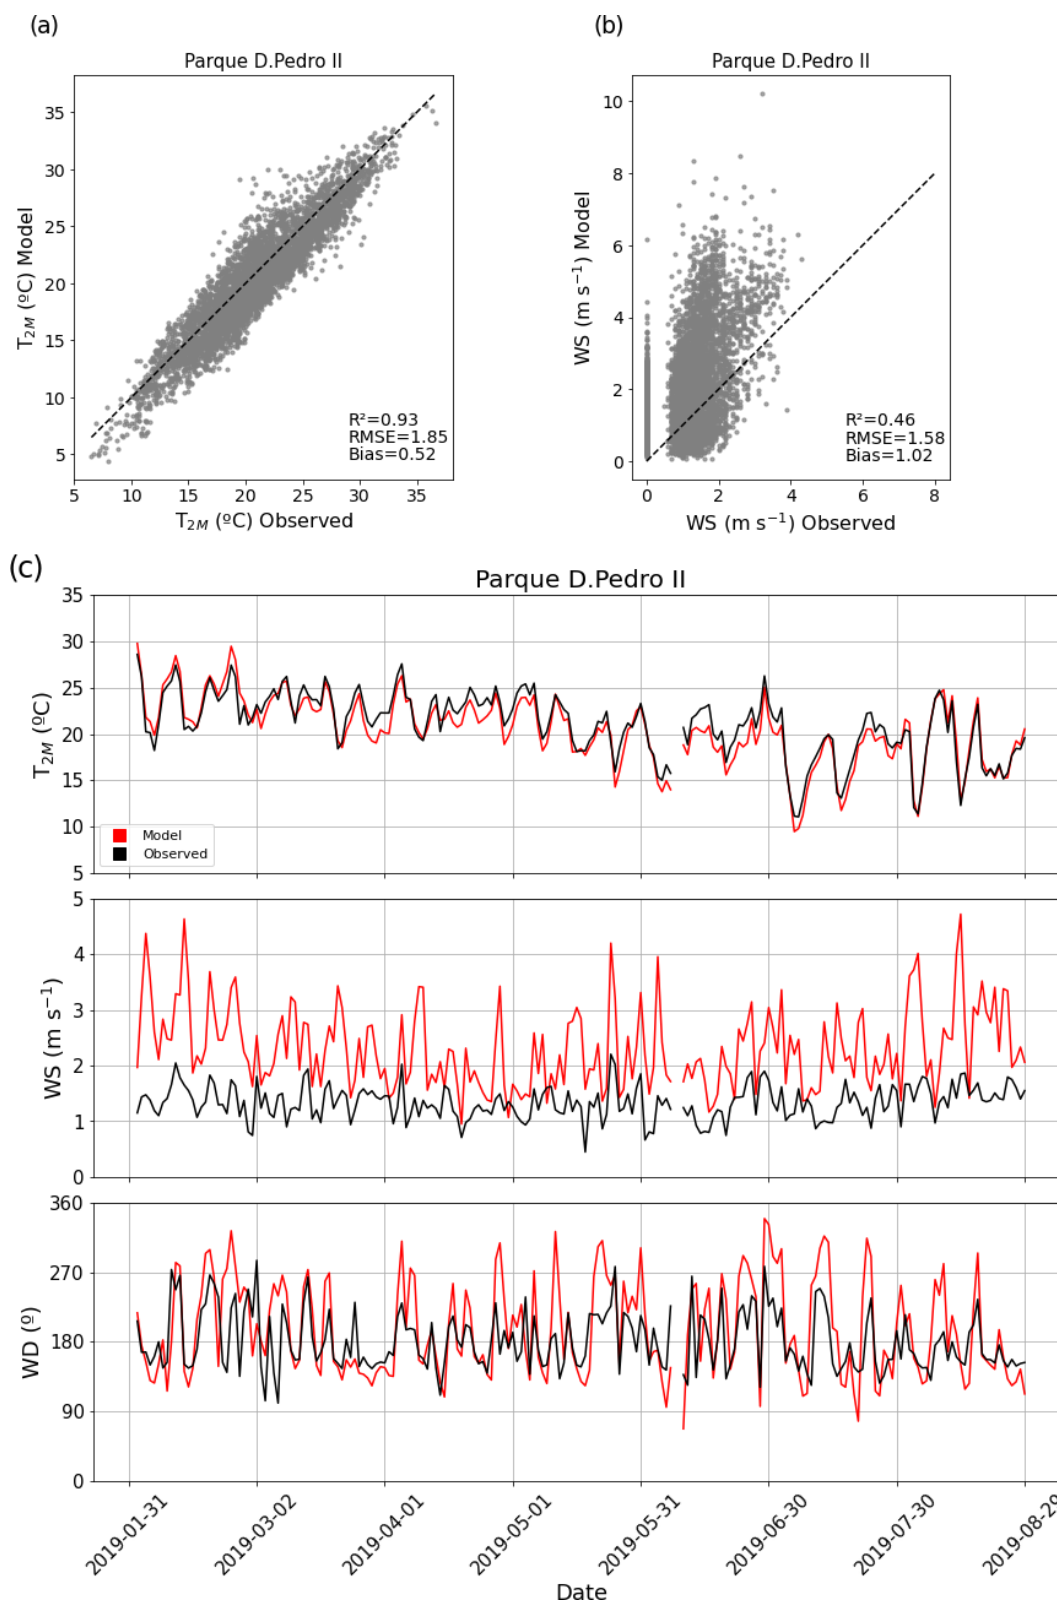 (a)
Parque D.Pedro II
T2M (ºC) Model
35
30
25
20
15
10
5
R²=0.93
RMSE=1.85
Bias=0.52
5 10 15 20 25 30 35
T2M (ºC) Observed
(b)
Parque D.Pedro II
WS (m s−1) Model
10
8
6
4
2
0
R²=0.46
RMSE=1.58
Bias=1.02
0 2 4 6 8
WS (m s−1) Observed
(c)
Parque D.Pedro II
T2M (ºC)
35
30
25
20
15
10
5
Model
Observed
WS (m s−1)
5
4
3
2
1
0
WD (º)
360
270
180
90
0
2019-01-31
2019-03-02
2019-04-01
2019-05-01
2019-05-31
2019-06-30
2019-07-30
2019-08-29
Date